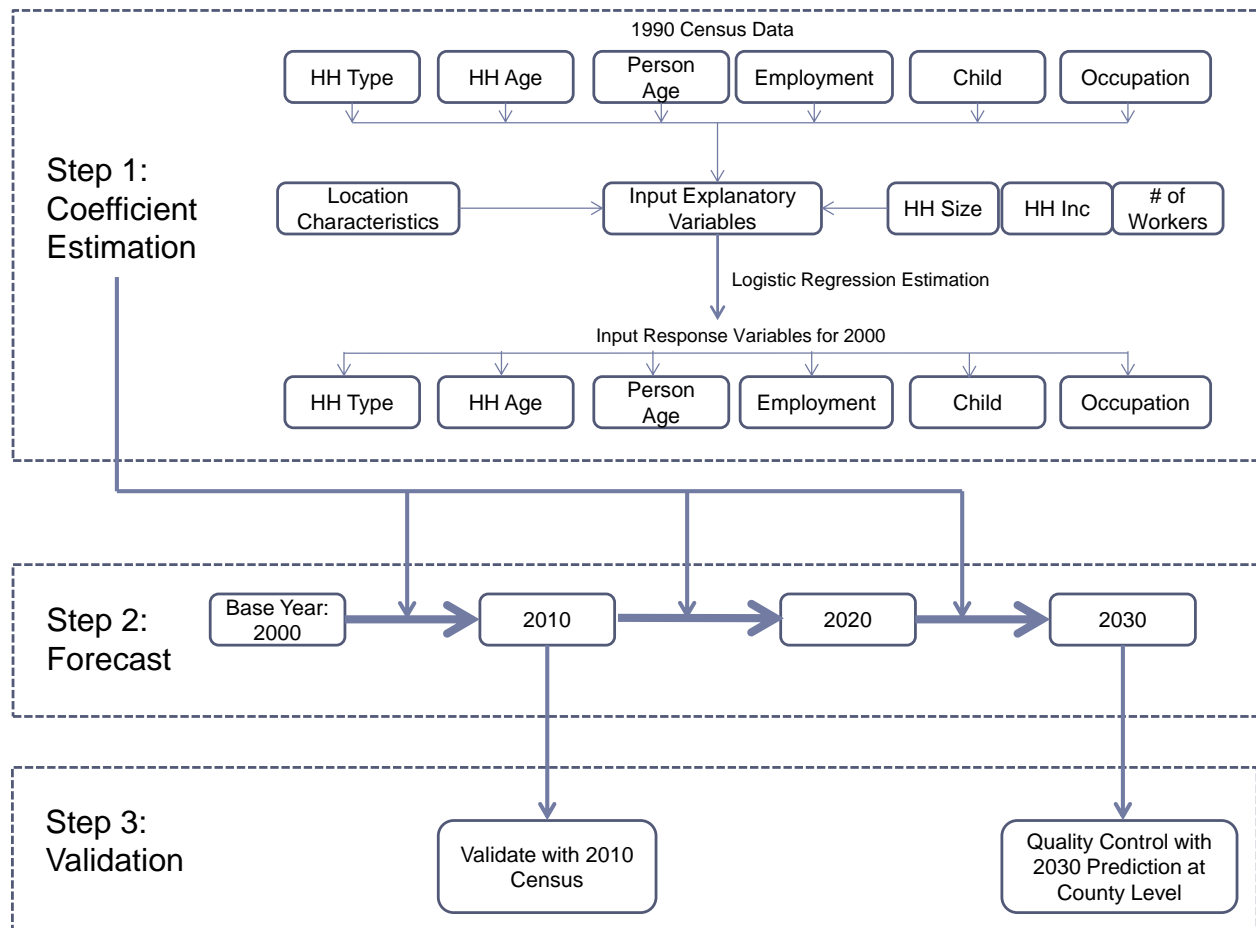 1990 Census Data
HH Type
HH Age
Person
Age
Employment
Child
Occupation
Step 1:
Coefficient
Estimation
Location
Characteristics
Input Explanatory
Variables
HH Size
HH Inc
# of
Workers
Logistic Regression Estimation
Input Response Variables for 2000
HH Type
HH Age
Person
Age
Employment
Child
Occupation
Step 2:
Forecast
Base Year:
2000
2010
2020
2030
Step 3:
Validation
Validate with 2010
Census
Quality Control with
2030 Prediction at
County Level